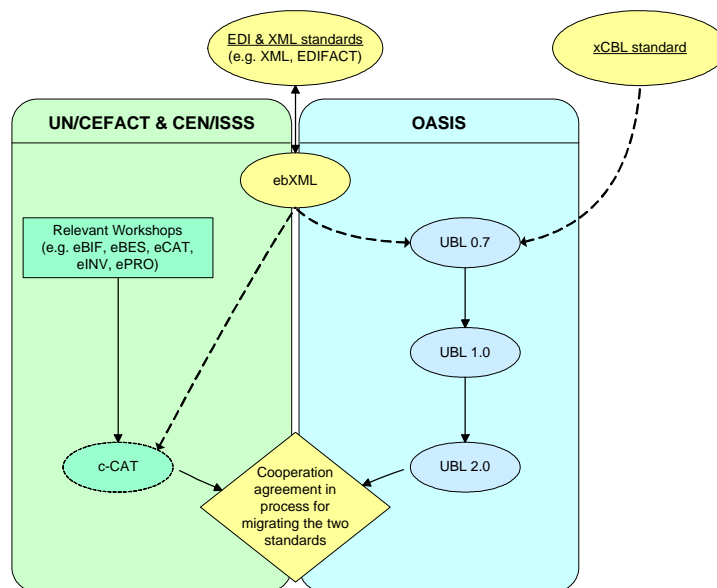 EDI & XML standards
(e.g. XML, EDIFACT)
xCBL standard
UN/CEFACT & CEN/ISSS
OASIS
ebXML
Relevant Workshops
(e.g. eBIF, eBES, eCAT,
eINV, ePRO)
UBL 0.7
UBL 1.0
c-CAT
Cooperation
agreement in
process for
migrating the two
standards
UBL 2.0